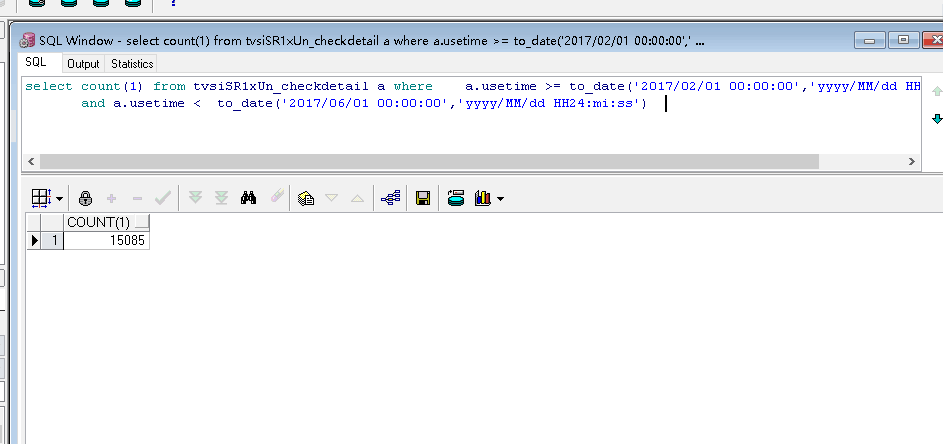 SQL Window - select count(1) from tvsiSR1xUn_checkdetail a where a.usetime >= to_date('2017/02/01 00:00:00',' ...
SQL Output Statistics
select count(1) from tvsiSR1xUn_checkdetail a where a.usetime >= to_date('2017/02/01 00:00:00','yyyy/MM/dd HH
and a.usetime < to_date('2017/06/01 00:00:00','yyyy/MM/dd HH24:mi:ss')
COUNT(1)
1 15085